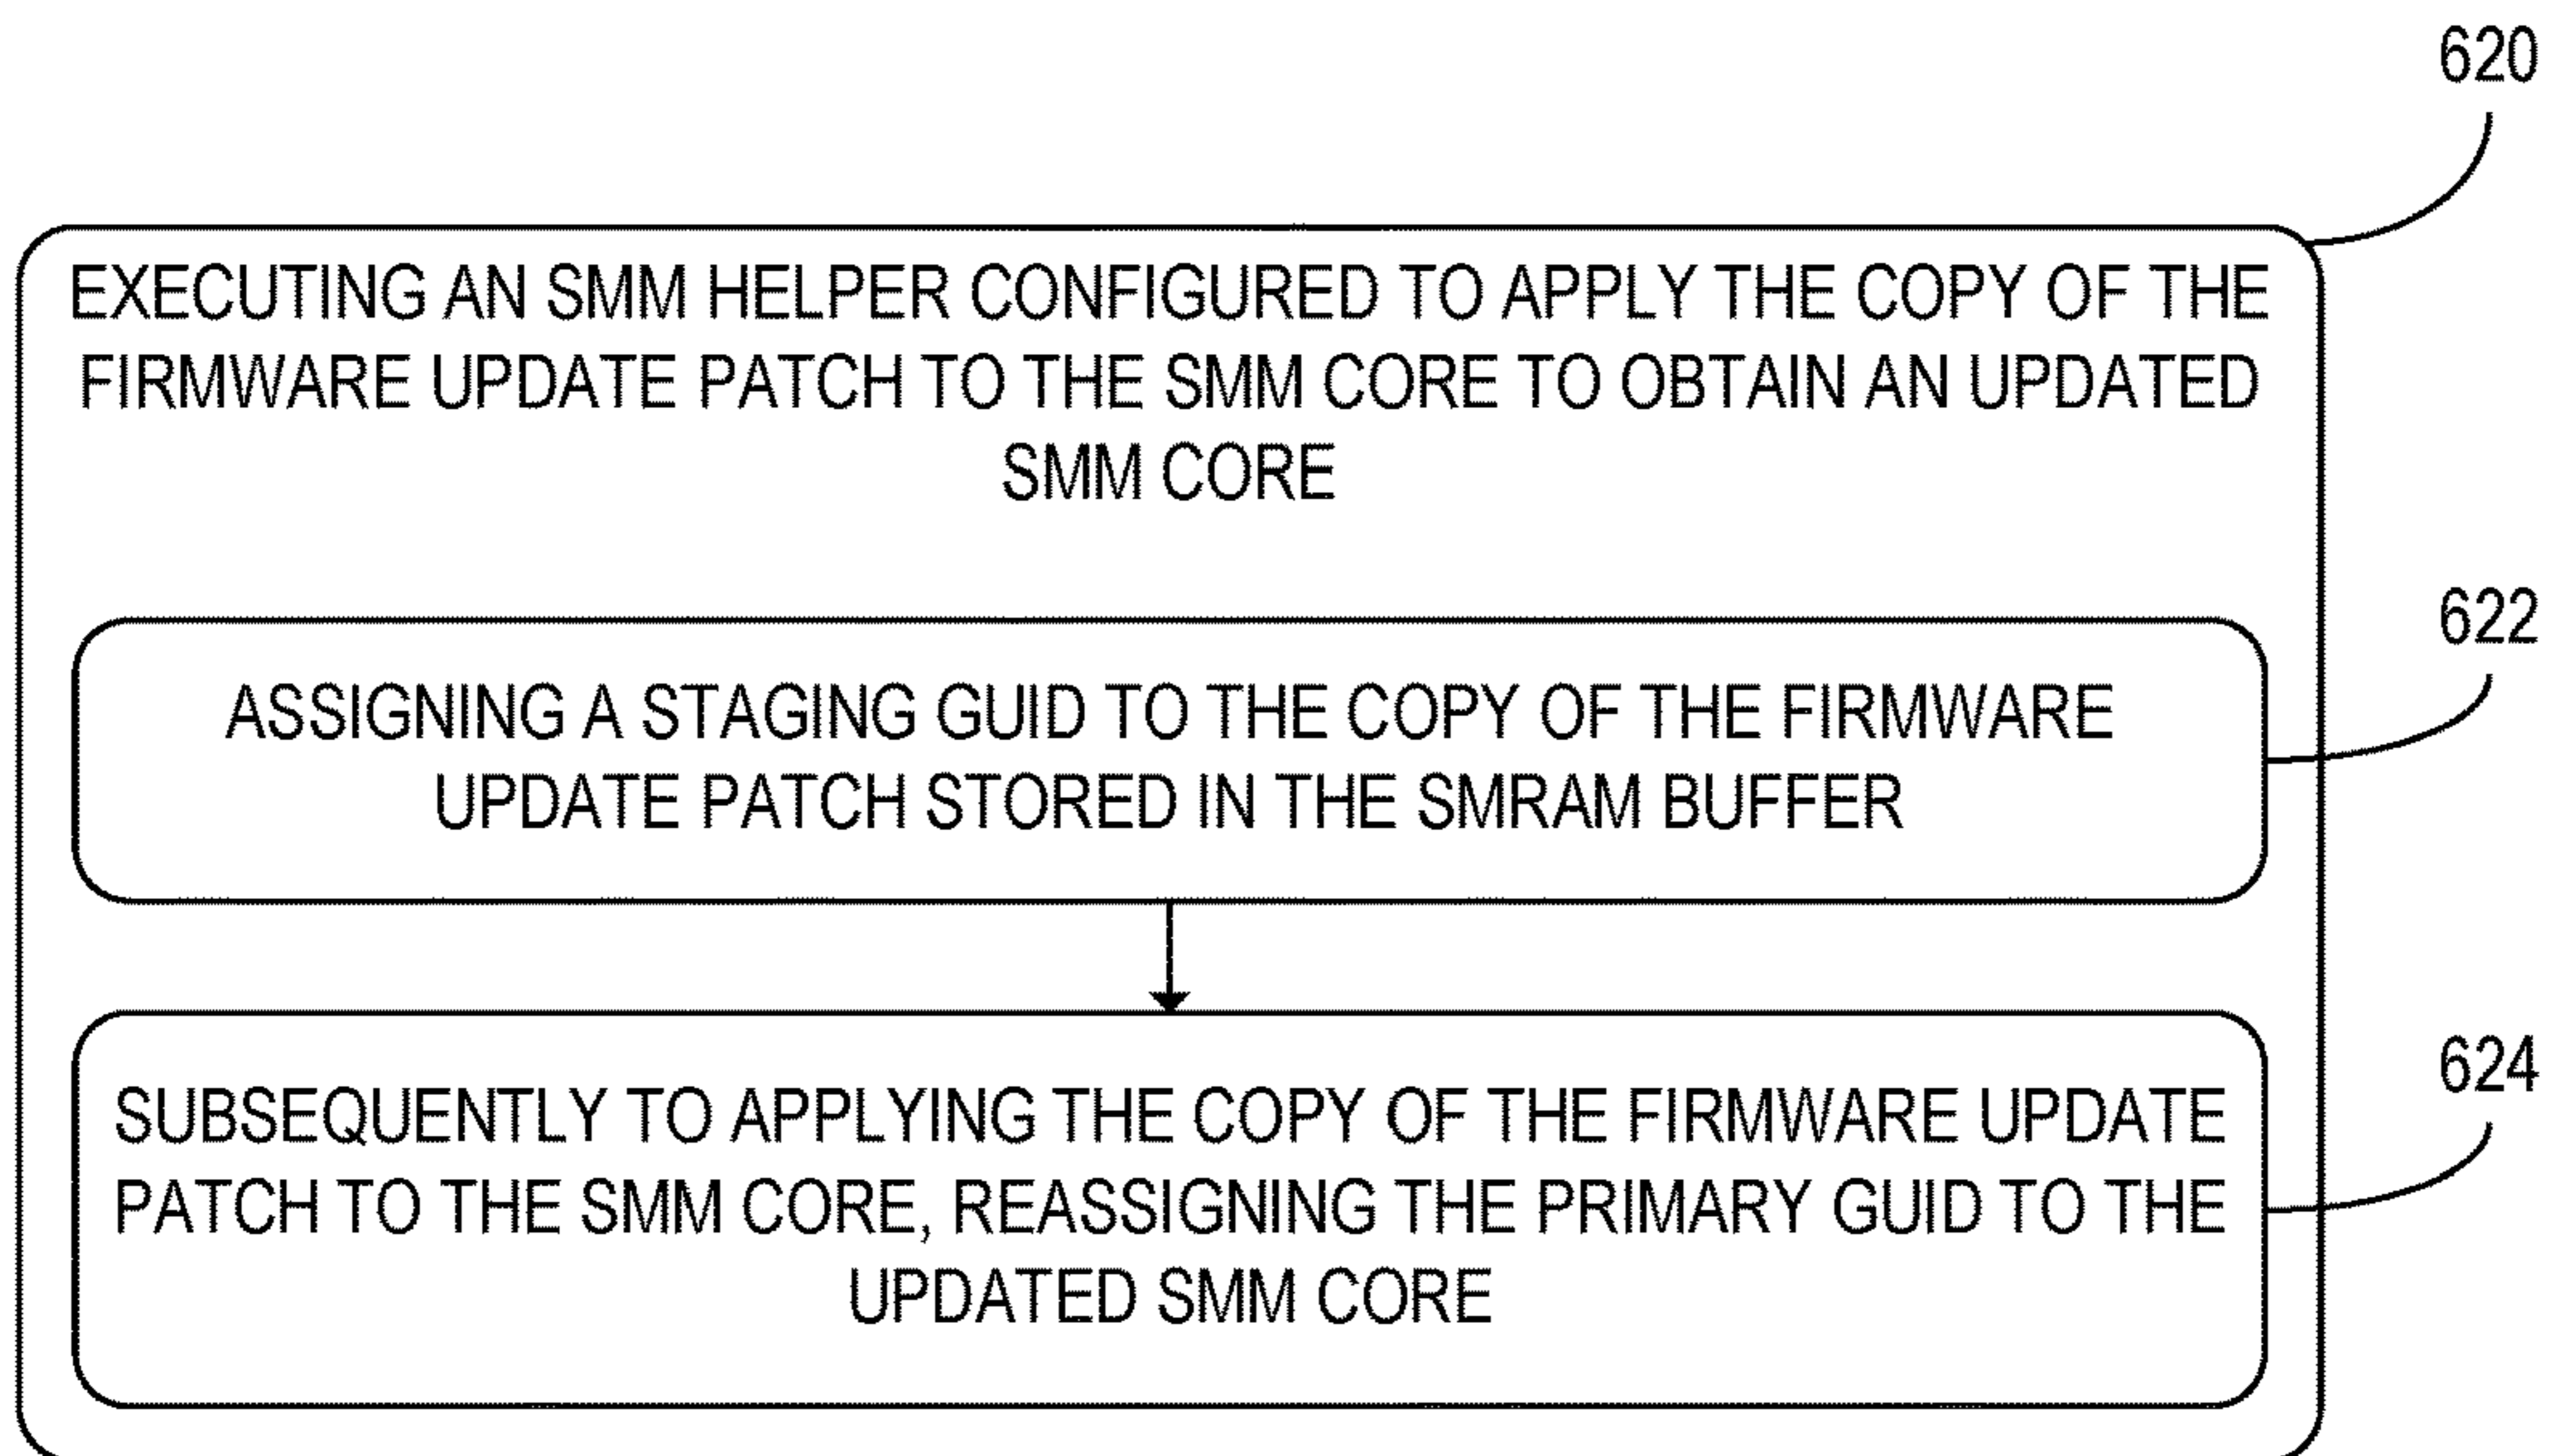 620
EXECUTING AN SMM HELPER CONFIGURED TO APPLY THE COPY OF THE
FIRMWARE UPDATE PATCH TO THE SMM CORE TO OBTAIN AN UPDATED
SMM CORE
622
ASSIGNING A STAGING GUID TO THE COPY OF THE FIRMWARE
UPDATE PATCH STORED IN THE SMRAM BUFFER
624
SUBSEQUENTLY TO APPLYING THE COPY OF THE FIRMWARE UPDATE
PATCH TO THE SMM CORE, REASSIGNING THE PRIMARY GUID TO THE
UPDATED SMM CORE